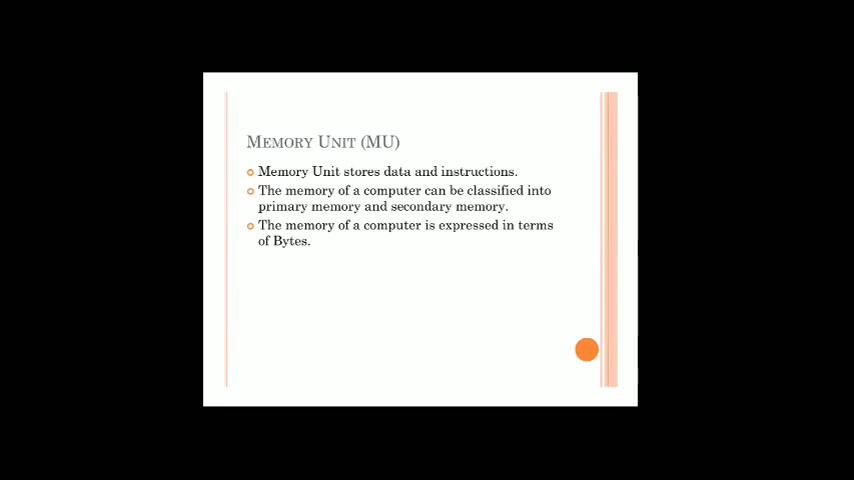 MEMORY UNIT (MU)
Memory Unit stores data and instructions.
The memory of a computer can be classified into
primary memory and secondary memory.
The memory of a computer is expressed in terms
of Bytes.